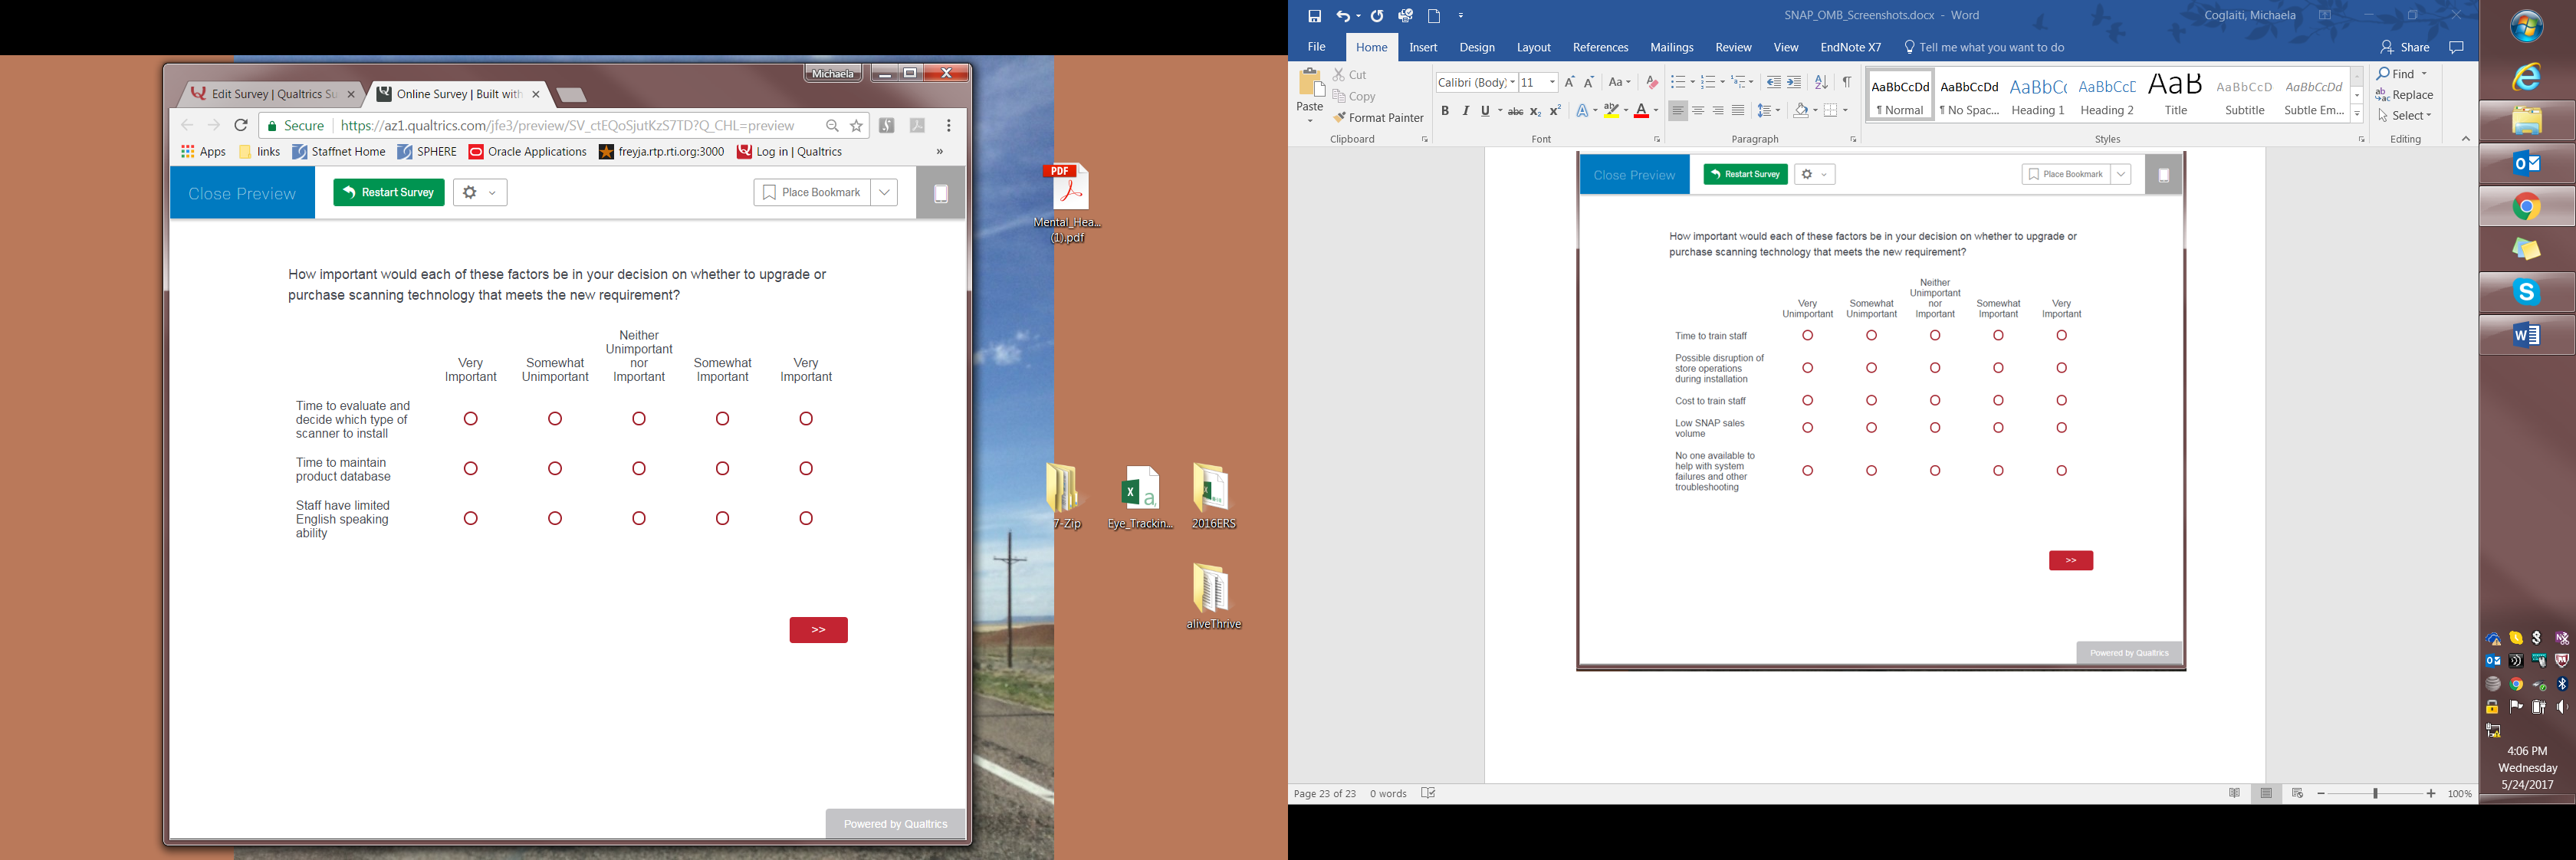 Michaela
Edit Survey | Qualtrics Su
Online Survey | Built with
Secure
https://az1.qualtrics.com/jfe3/preview/SV_ctEQoSjutKzS7TD?Q_CHL=preview
Apps
links
Staffnet Home
SPHERE
Oracle Applications
freyja.rtp.rti.org:3000
Log in | Qualtrics
»
Close Preview
Restart Survey
Place Bookmark
How important would each of these factors be in your decision on whether to upgrade or
purchase scanning technology that meets the new requirement?
Very
Important
Somewhat
Unimportant
Neither
Unimportant
nor
Important
Somewhat
Important
Very
Important
Time to evaluate and
decide which type of
scanner to install
Time to maintain
product database
Staff have limited
English speaking
ability
>>
Powered by Qualtrics
PDF
Mental_Hea...
(1).pdf
7-Zip
Eye_Trackin...
2016ERS
aliveThrive
SNAP_OMB_Screenshots.docx - Word
Coglaiti, Michaela
File
Home
Insert
Design
Layout
References
Mailings
Review
View
EndNote X7
Tell me what you want to do
Share
Paste
Cut
Copy
Format Painter
Clipboard
Calibri (Body)
11
Font
Paragraph
AaBbCcDd
¶ Normal
AaBbCcDd
¶ No Spac...
AaBbCc
Heading 1
AaBbCcD
Heading 2
AaB
Title
AaBbCcD
Subtitle
AaBbCcDd
Subtle Em...
Styles
Find
Replace
Select
Editing
Close Preview
Restart Survey
Place Bookmark
How important would each of these factors be in your decision on whether to upgrade or
purchase scanning technology that meets the new requirement?
Very
Unimportant
Somewhat
Unimportant
Neither
Unimportant
nor
Important
Somewhat
Important
Very
Important
Time to train staff
Possible disruption of
store operations
during installation
Cost to train staff
Low SNAP sales
volume
No one available to
help with system
failures and other
troubleshooting
>>
Powered by Qualtrics
Page 23 of 23
0 words
100%
4:06 PM
Wednesday
5/24/2017